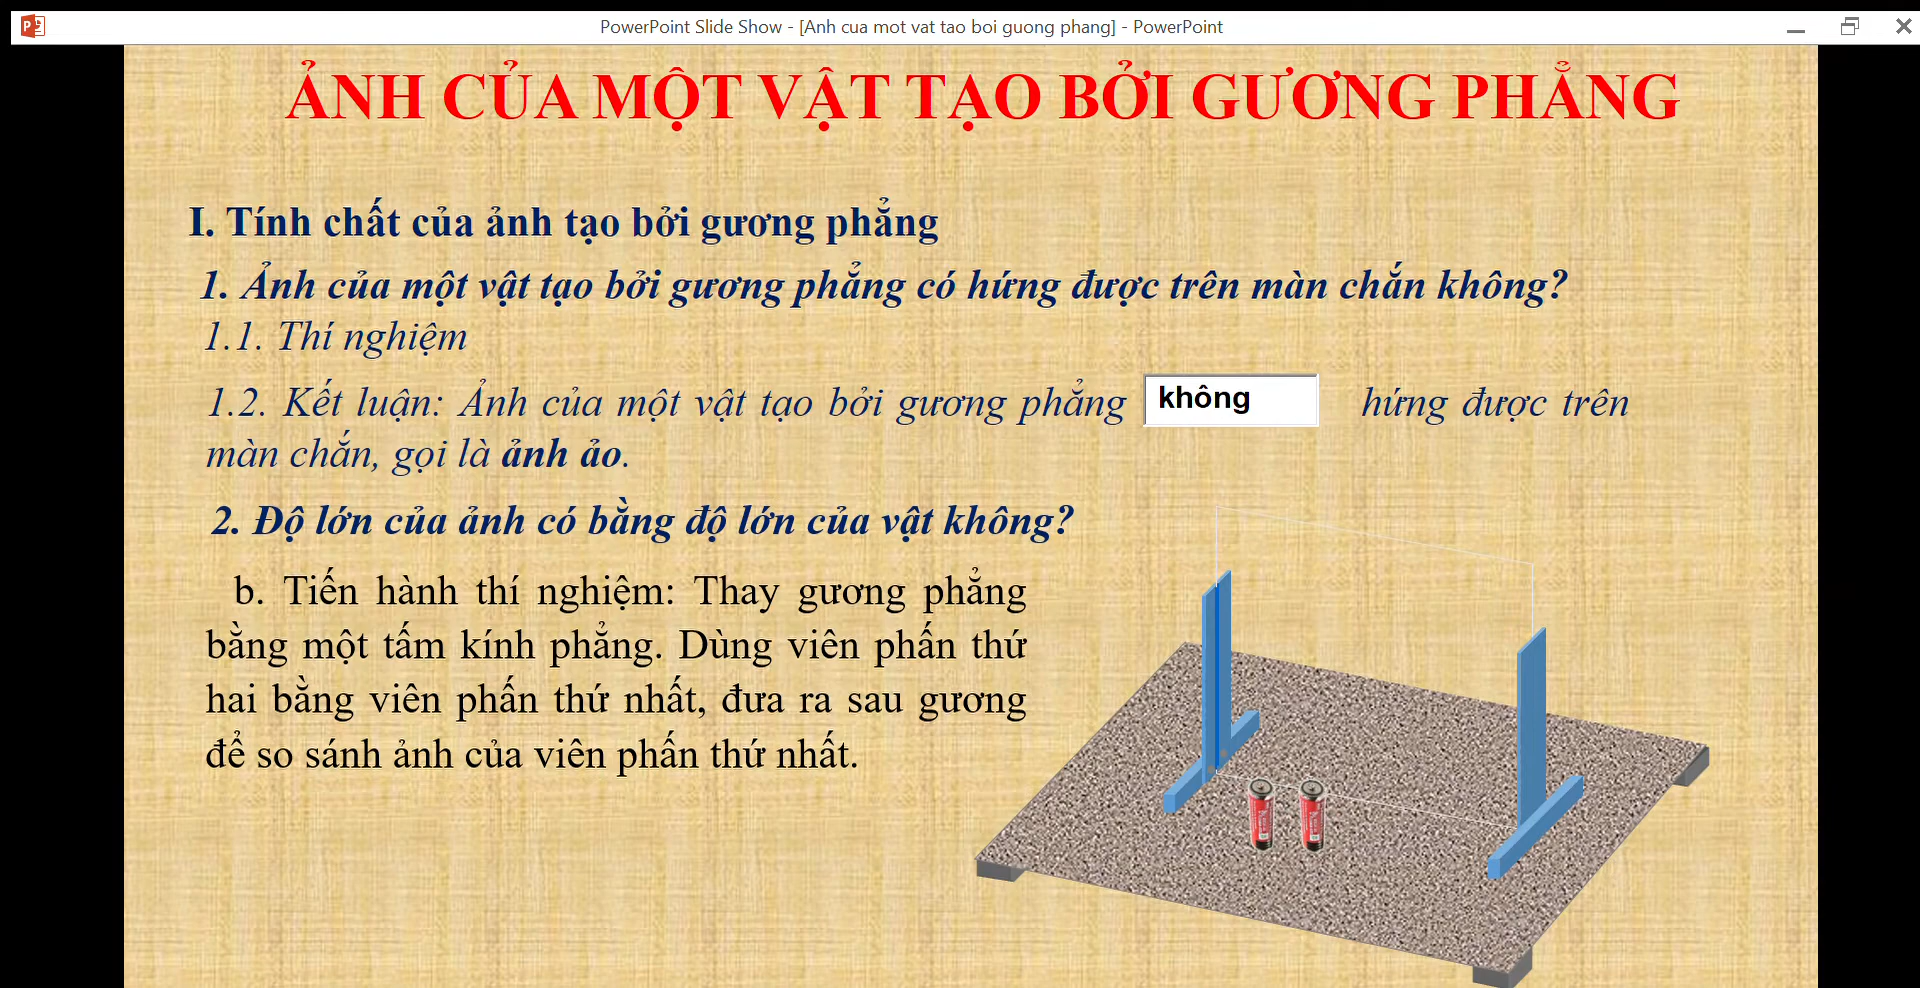 PowerPoint Slide Show - [Anh cua mot vat tao boi guong phang] - PowerPoint
ẢNH CỦA MỘT VẬT TẠO BỞI GƯƠNG PHẲNG
I. Tính chất của ảnh tạo bởi gương phẳng
1. Ảnh của một vật tạo bởi gương phẳng có hứng được trên màn chắn không?
1.1. Thí nghiệm
1.2. Kết luận: Ảnh của một vật tạo bởi gương phẳng không hứng được trên
màn chắn, gọi là ảnh ảo.
2. Độ lớn của ảnh có bằng độ lớn của vật không?
b. Tiến hành thí nghiệm: Thay gương phẳng
bằng một tấm kính phẳng. Dùng viên phấn thứ
hai bằng viên phấn thứ nhất, đưa ra sau gương
để so sánh ảnh của viên phấn thứ nhất.